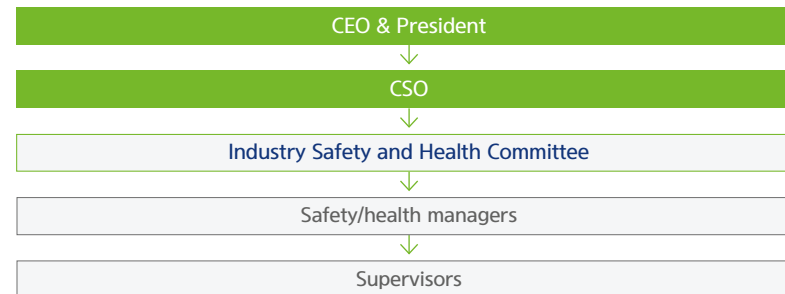 CEO & President
CSO
Industry Safety and Health Committee
Safety/health managers
Supervisors